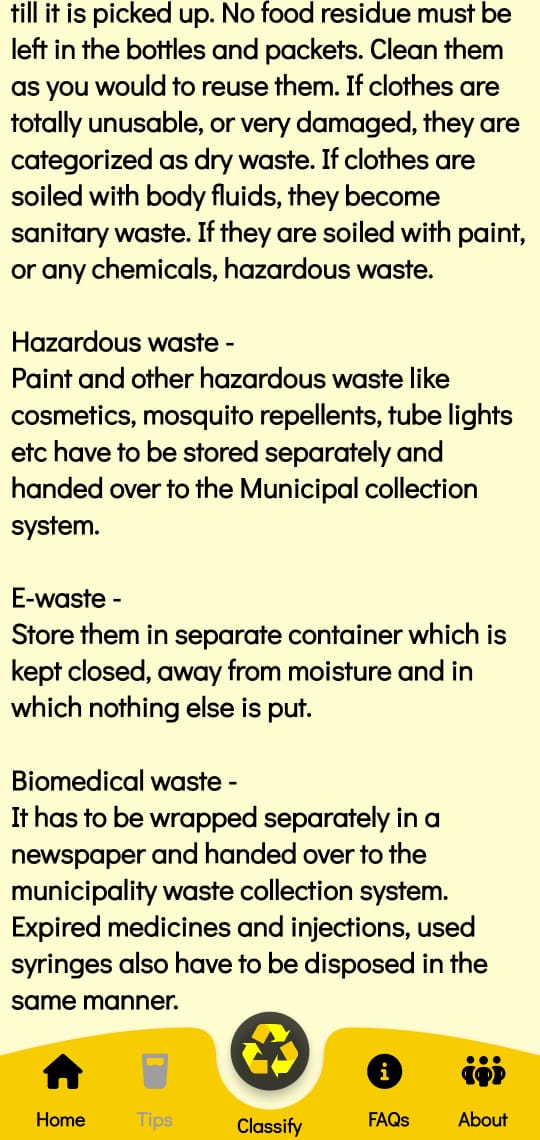 till it is picked up. No food residue must be
left in the bottles and packets. Clean them
as you would to reuse them. If clothes are
totally unusable, or very damaged, they are
categorized as dry waste. If clothes are
soiled with body fluids, they become
sanitary waste. If they are soiled with paint,
or any chemicals, hazardous waste.
Hazardous waste -
Paint and other hazardous waste like
cosmetics, mosquito repellents, tube lights
etc have to be stored separately and
handed over to the Municipal collection
system.
E-waste -
Store them in separate container which is
kept closed, away from moisture and in
which nothing else is put.
Biomedical waste -
It has to be wrapped separately in a
newspaper and handed over to the
municipality waste collection system.
Expired medicines and injections, used
syringes also have to be disposed in the
same manner.
Home Tips Classify FAQs About